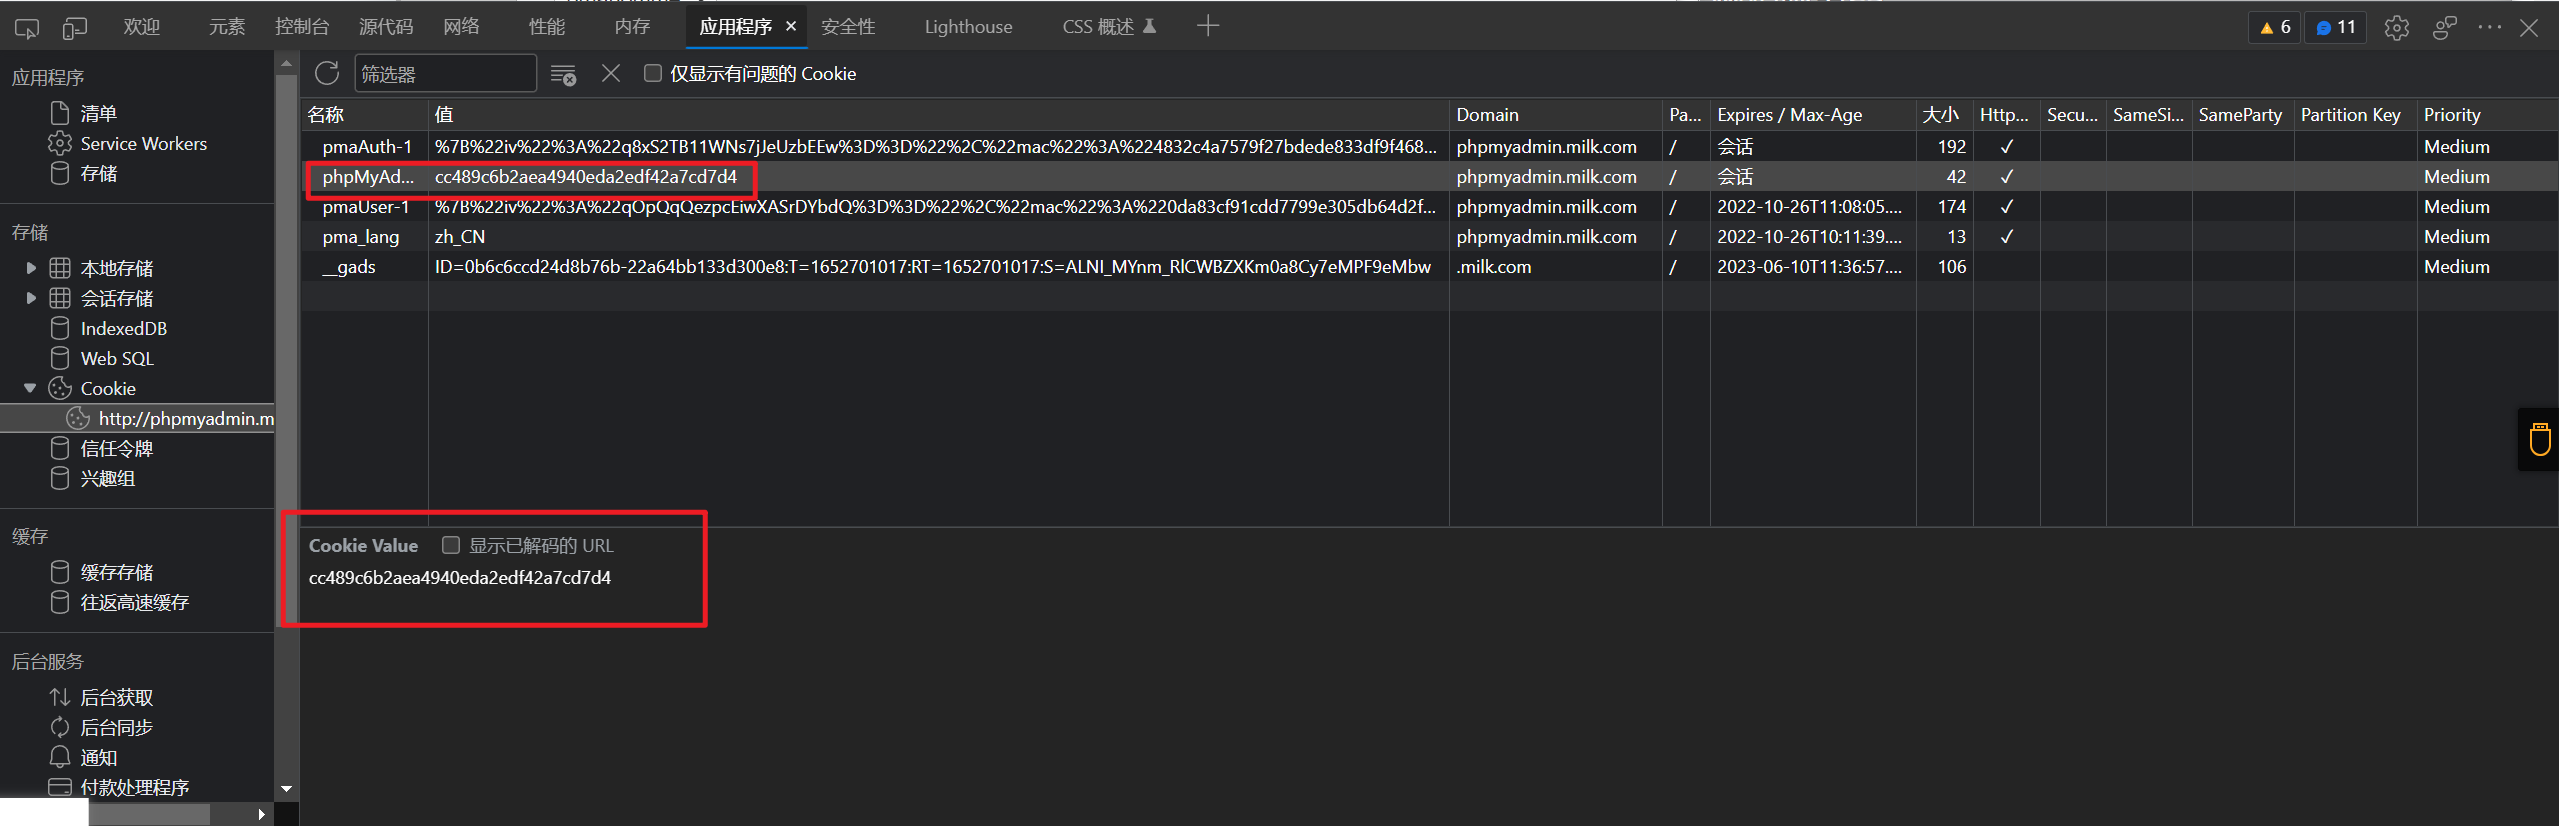 欢迎 元素 控制台 源代码 网络 性能 内存 应用程序 安全性 Lighthouse CSS 概述 6 11
应用程序
清单
Service Workers
存储
存储
本地存储
会话存储
IndexedDB
Web SQL
Cookie
http://phpmyadmin.m
信任令牌
兴趣组
缓存
缓存存储
往返高速缓存
后台服务
后台获取
后台同步
通知
付款处理程序
筛选器 仅显示有问题的 Cookie
名称 值 Domain Pa... Expires / Max-Age 大小 Http... Secu... SameSi... SameParty Partition Key Priority
pmaAuth-1 %7B%22iv%22%3A%22q8xS2TB11WNs7jJeUzbEEw%3D%3D%22%2C%22mac%22%3A%224832c4a7579f27bdede833df9f468... phpmyadmin.milk.com / 会话 192 ✓ Medium
phpMyAd... cc489c6b2aea4940eda2edf42a7cd7d4 phpmyadmin.milk.com / 会话 42 ✓ Medium
pmaUser-1 %7B%22iv%22%3A%22qOpQqQezpcEiwXASrDYbdQ%3D%3D%22%2C%22mac%22%3A%220da83cf91cdd7799e305db64d2f... phpmyadmin.milk.com / 2022-10-26T11:08:05.... 174 ✓ Medium
pma_lang zh_CN phpmyadmin.milk.com / 2022-10-26T10:11:39.... 13 ✓ Medium
__gads ID=0b6c6ccd24d8b76b-22a64bb133d300e8:T=1652701017:RT=1652701017:S=ALNI_MYnm_RlCWBZXKm0a8Cy7eMPF9eMbw .milk.com / 2023-06-10T11:36:57.... 106 Medium
Cookie Value 显示已解码的 URL
cc489c6b2aea4940eda2edf42a7cd7d4